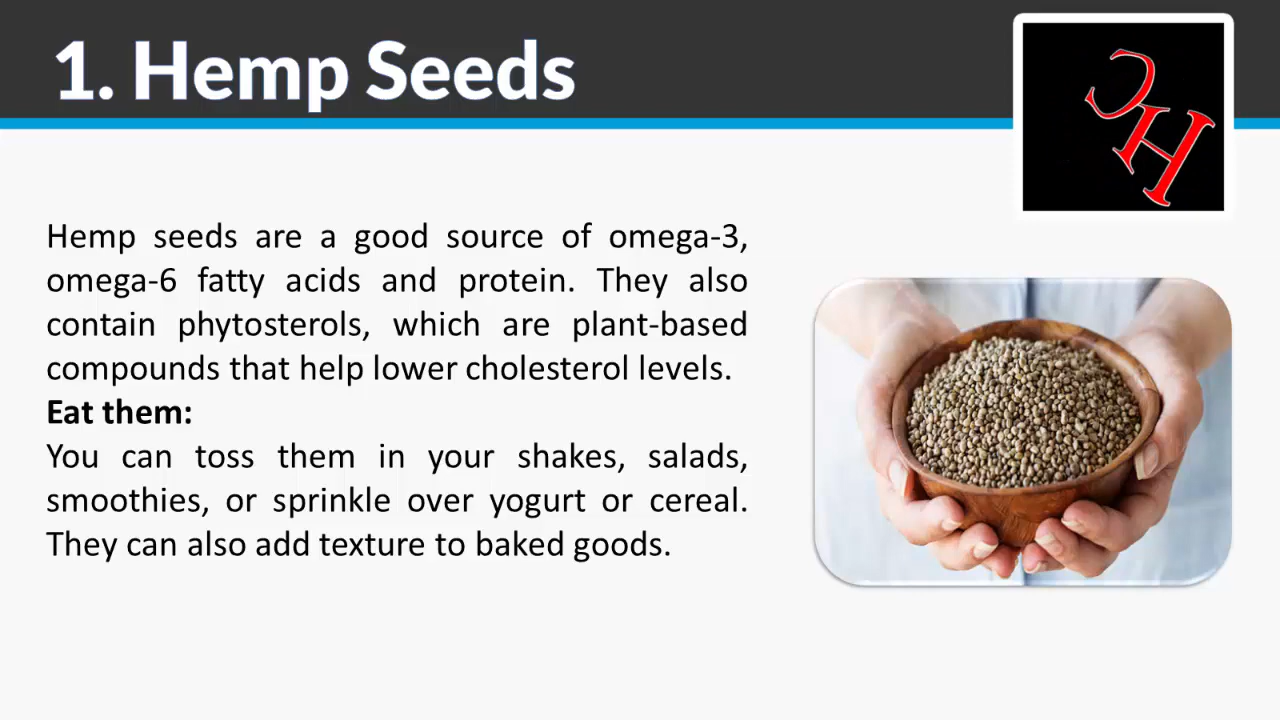 1. Hemp Seeds
CH
Hemp seeds are a good source of omega-3,
omega-6 fatty acids and protein. They also
contain phytosterols, which are plant-based
compounds that help lower cholesterol levels.
Eat them:
You can toss them in your shakes, salads,
smoothies, or sprinkle over yogurt or cereal.
They can also add texture to baked goods.